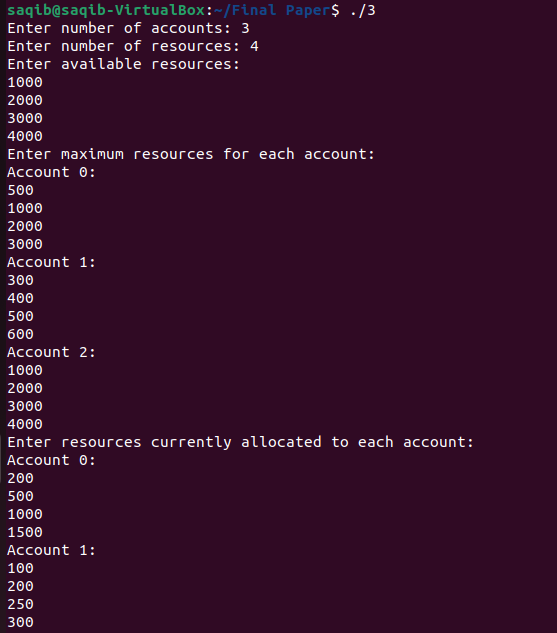 saqib@saqib-VirtualBox:~/Final Paper$ ./3
Enter number of accounts: 3
Enter number of resources: 4
Enter available resources:
1000
2000
3000
4000
Enter maximum resources for each account:
Account 0:
500
1000
2000
3000
Account 1:
300
400
500
600
Account 2:
1000
2000
3000
4000
Enter resources currently allocated to each account:
Account 0:
200
500
1000
1500
Account 1:
100
200
250
300